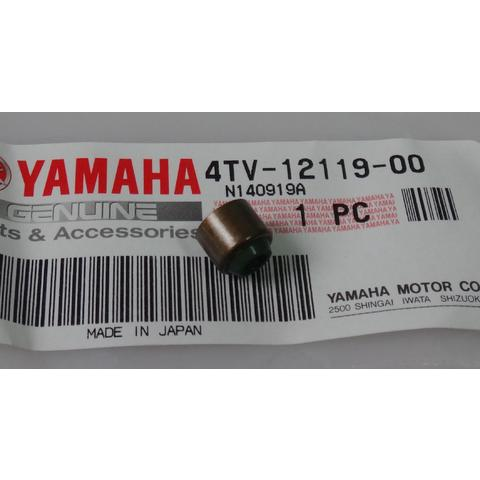 YAMAHA 4TV-12119-00
N140919A
GENUINE
ts & Accessories
1 PC
YAMAHA MOTOR CO
2500 SHINGAI IWATA SHIZUOK
MADE IN JAPAN